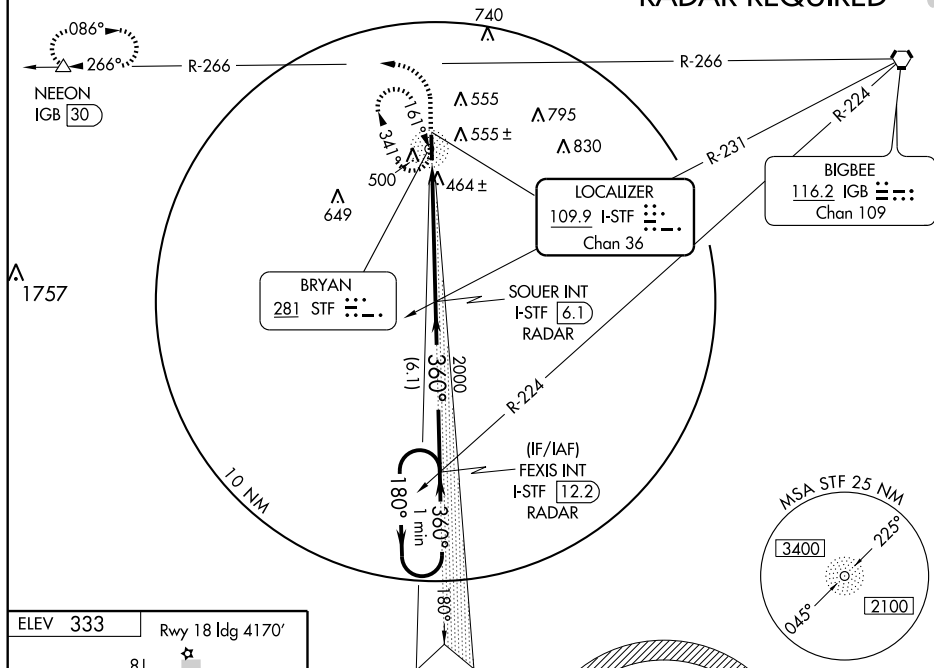 RADAR REQUIRED
740
086°
266°
R-266
R-266
NEEON
IGB 30
555
795
555 ±
830
161°
341°
500
464 ±
649
1757
R-224
R-231
BIGBEE
116.2 IGB
Chan 109
LOCALIZER
109.9 I-STF
Chan 36
BRYAN
281 STF
SOUER INT
I-STF 6.1
RADAR
360°
(6.1)
2000
R-224
(IF/IAF)
FEXIS INT
I-STF 12.2
RADAR
180°
1 min
360°
180°
10 NM
MSA STF 25 NM
3400
225°
045°
2100
ELEV 333
Rwy 18 ldg 4170'